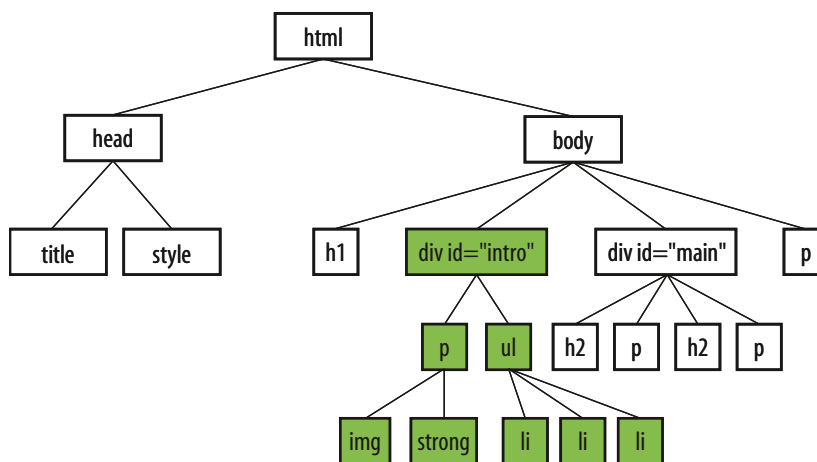 html
head
body
title
style
h1
div id="intro"
div id="main"
p
p
ul
h2
p
h2
p
img
strong
li
li
li